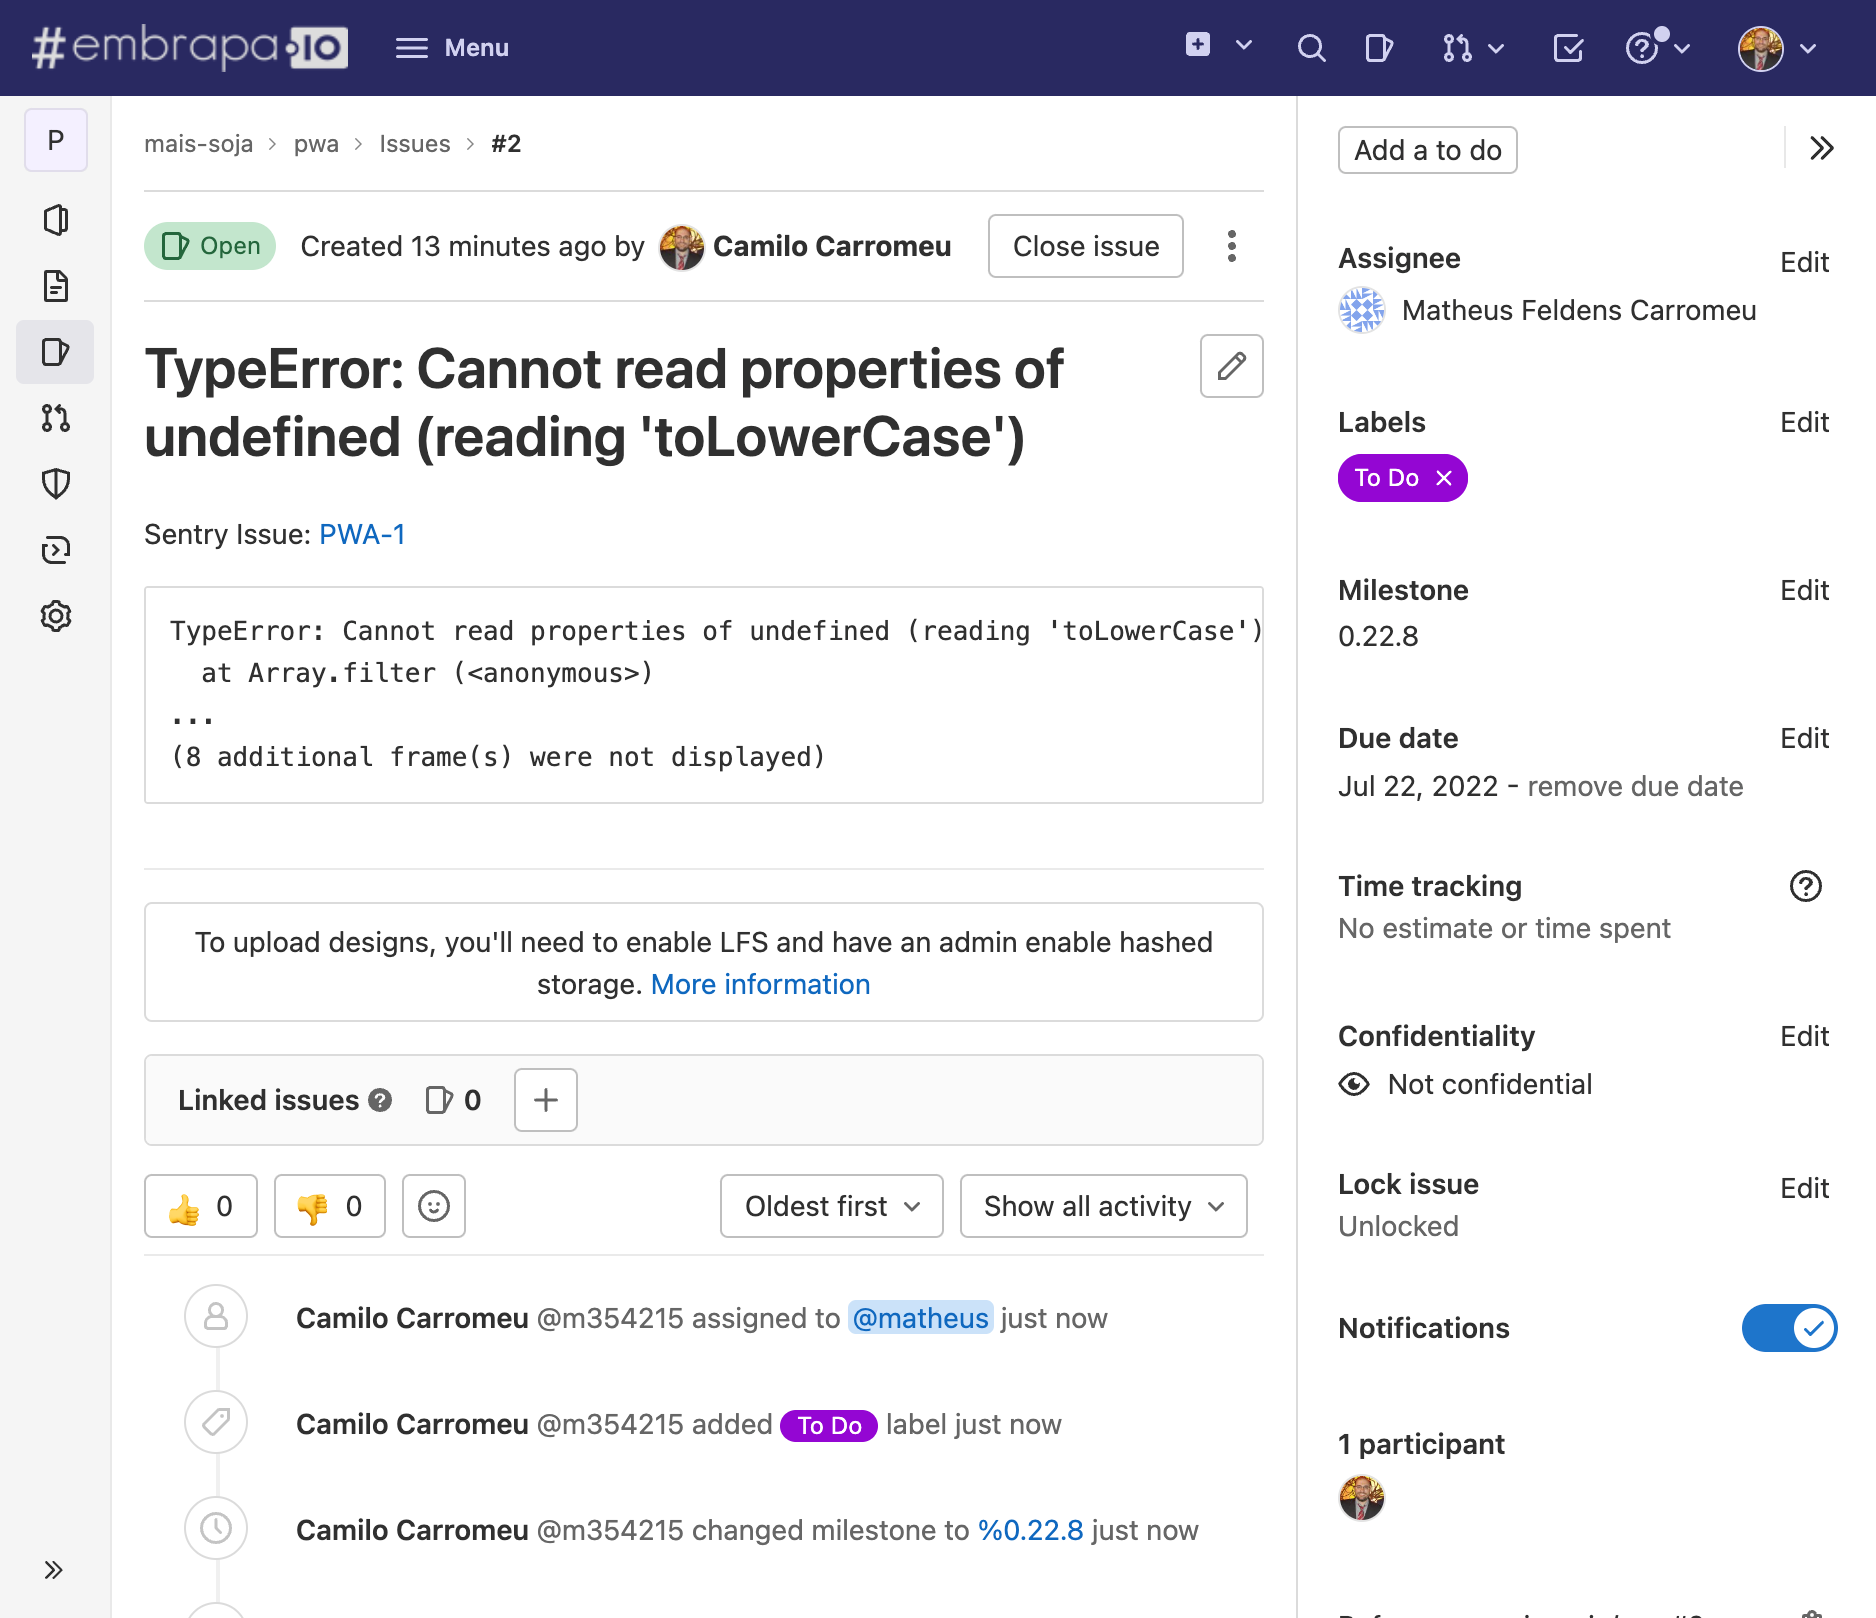 #embrapa.IO
Menu
P
mais-soja > pwa > Issues > #2
Open
Created 13 minutes ago by Camilo Carromeu
Close issue
TypeError: Cannot read properties of
undefined (reading 'toLowerCase')
Sentry Issue: PWA-1
TypeError: Cannot read properties of undefined (reading 'toLowerCase')
at Array.filter (<anonymous>)
...
(8 additional frame(s) were not displayed)
To upload designs, you'll need to enable LFS and have an admin enable hashed
storage. More information
Linked issues 0
0
0
Oldest first
Show all activity
Camilo Carromeu @m354215 assigned to @matheus just now
Camilo Carromeu @m354215 added To Do label just now
Camilo Carromeu @m354215 changed milestone to %0.22.8 just now
Add a to do
Assignee
Edit
Matheus Feldens Carromeu
Labels
Edit
To Do
Milestone
Edit
0.22.8
Due date
Edit
Jul 22, 2022 - remove due date
Time tracking
No estimate or time spent
Confidentiality
Edit
Not confidential
Lock issue
Edit
Unlocked
Notifications
1 participant